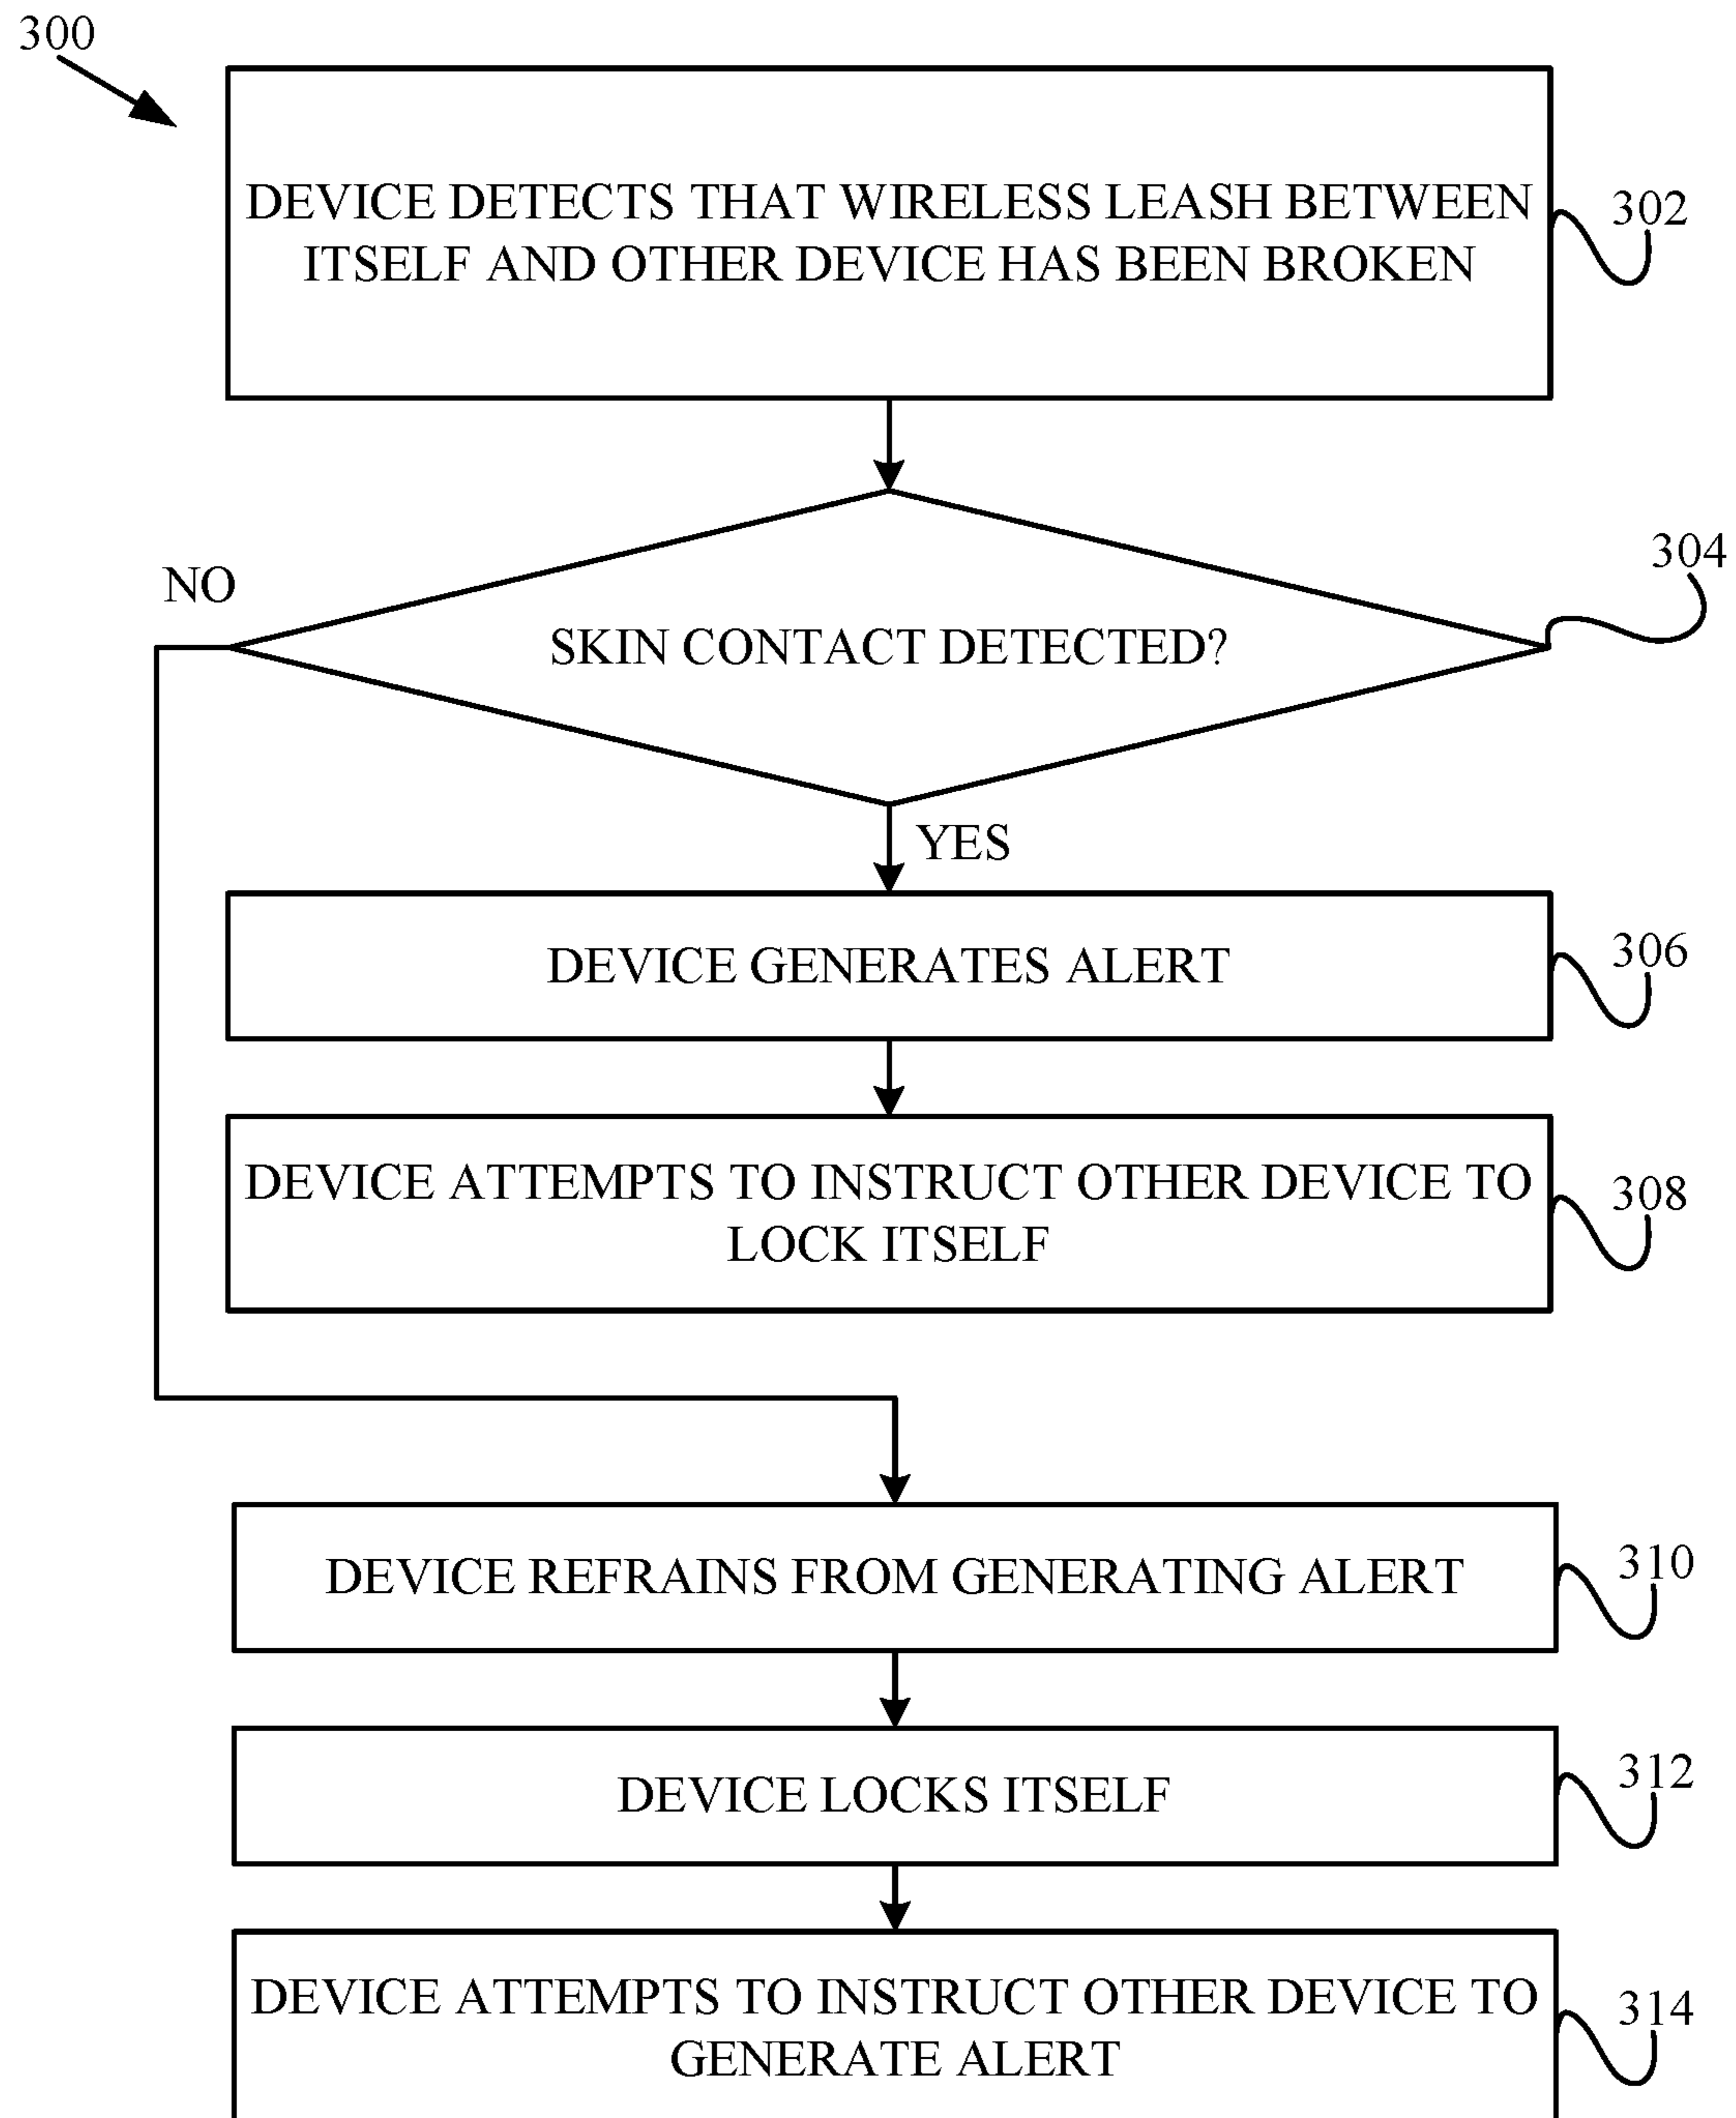 300
DEVICE DETECTS THAT WIRELESS LEASH BETWEEN
ITSELF AND OTHER DEVICE HAS BEEN BROKEN
302
304
NO
SKIN CONTACT DETECTED?
YES
DEVICE GENERATES ALERT
306
DEVICE ATTEMPTS TO INSTRUCT OTHER DEVICE TO
LOCK ITSELF
308
DEVICE REFRAINS FROM GENERATING ALERT
310
DEVICE LOCKS ITSELF
312
DEVICE ATTEMPTS TO INSTRUCT OTHER DEVICE TO
GENERATE ALERT
314